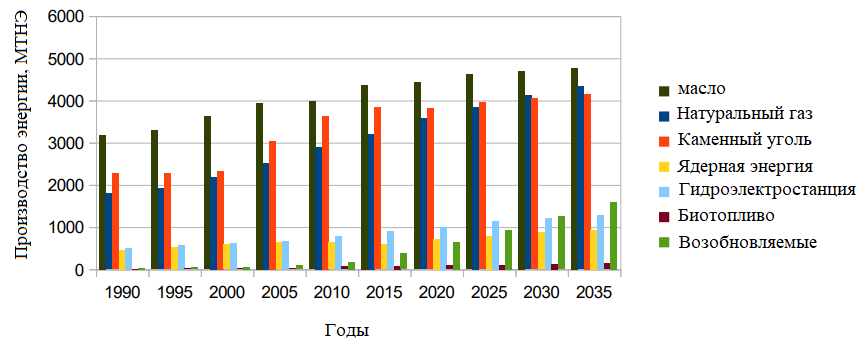 Производство энергии, МТНЭ
6000
5000
4000
3000
2000
1000
0
1990 1995 2000 2005 2010 2015 2020 2025 2030 2035
Годы
масло
Натуральный газ
Каменный уголь
Ядерная энергия
Гидроэлектростанция
Биотопливо
Возобновляемые